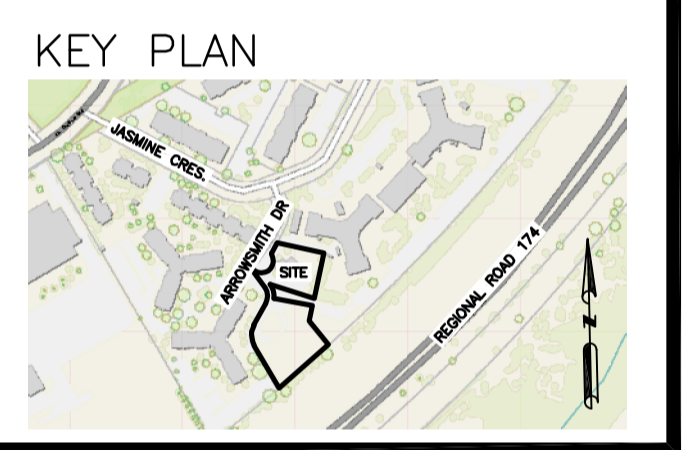 KEY PLAN
JASMINE CRES.
ARROWSMITH DR
SITE
REGIONAL ROAD 174
N